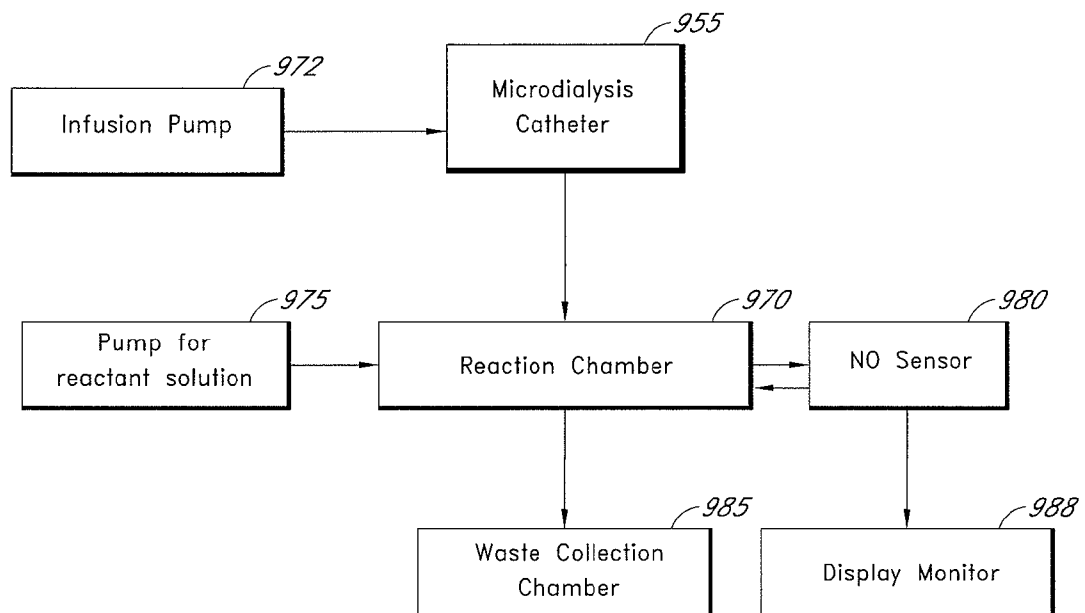 955
972
Microdialysis
Catheter
Infusion Pump
975
970
980
Pump for
reactant solution
Reaction Chamber
NO Sensor
985
988
Waste Collection
Chamber
Display Monitor